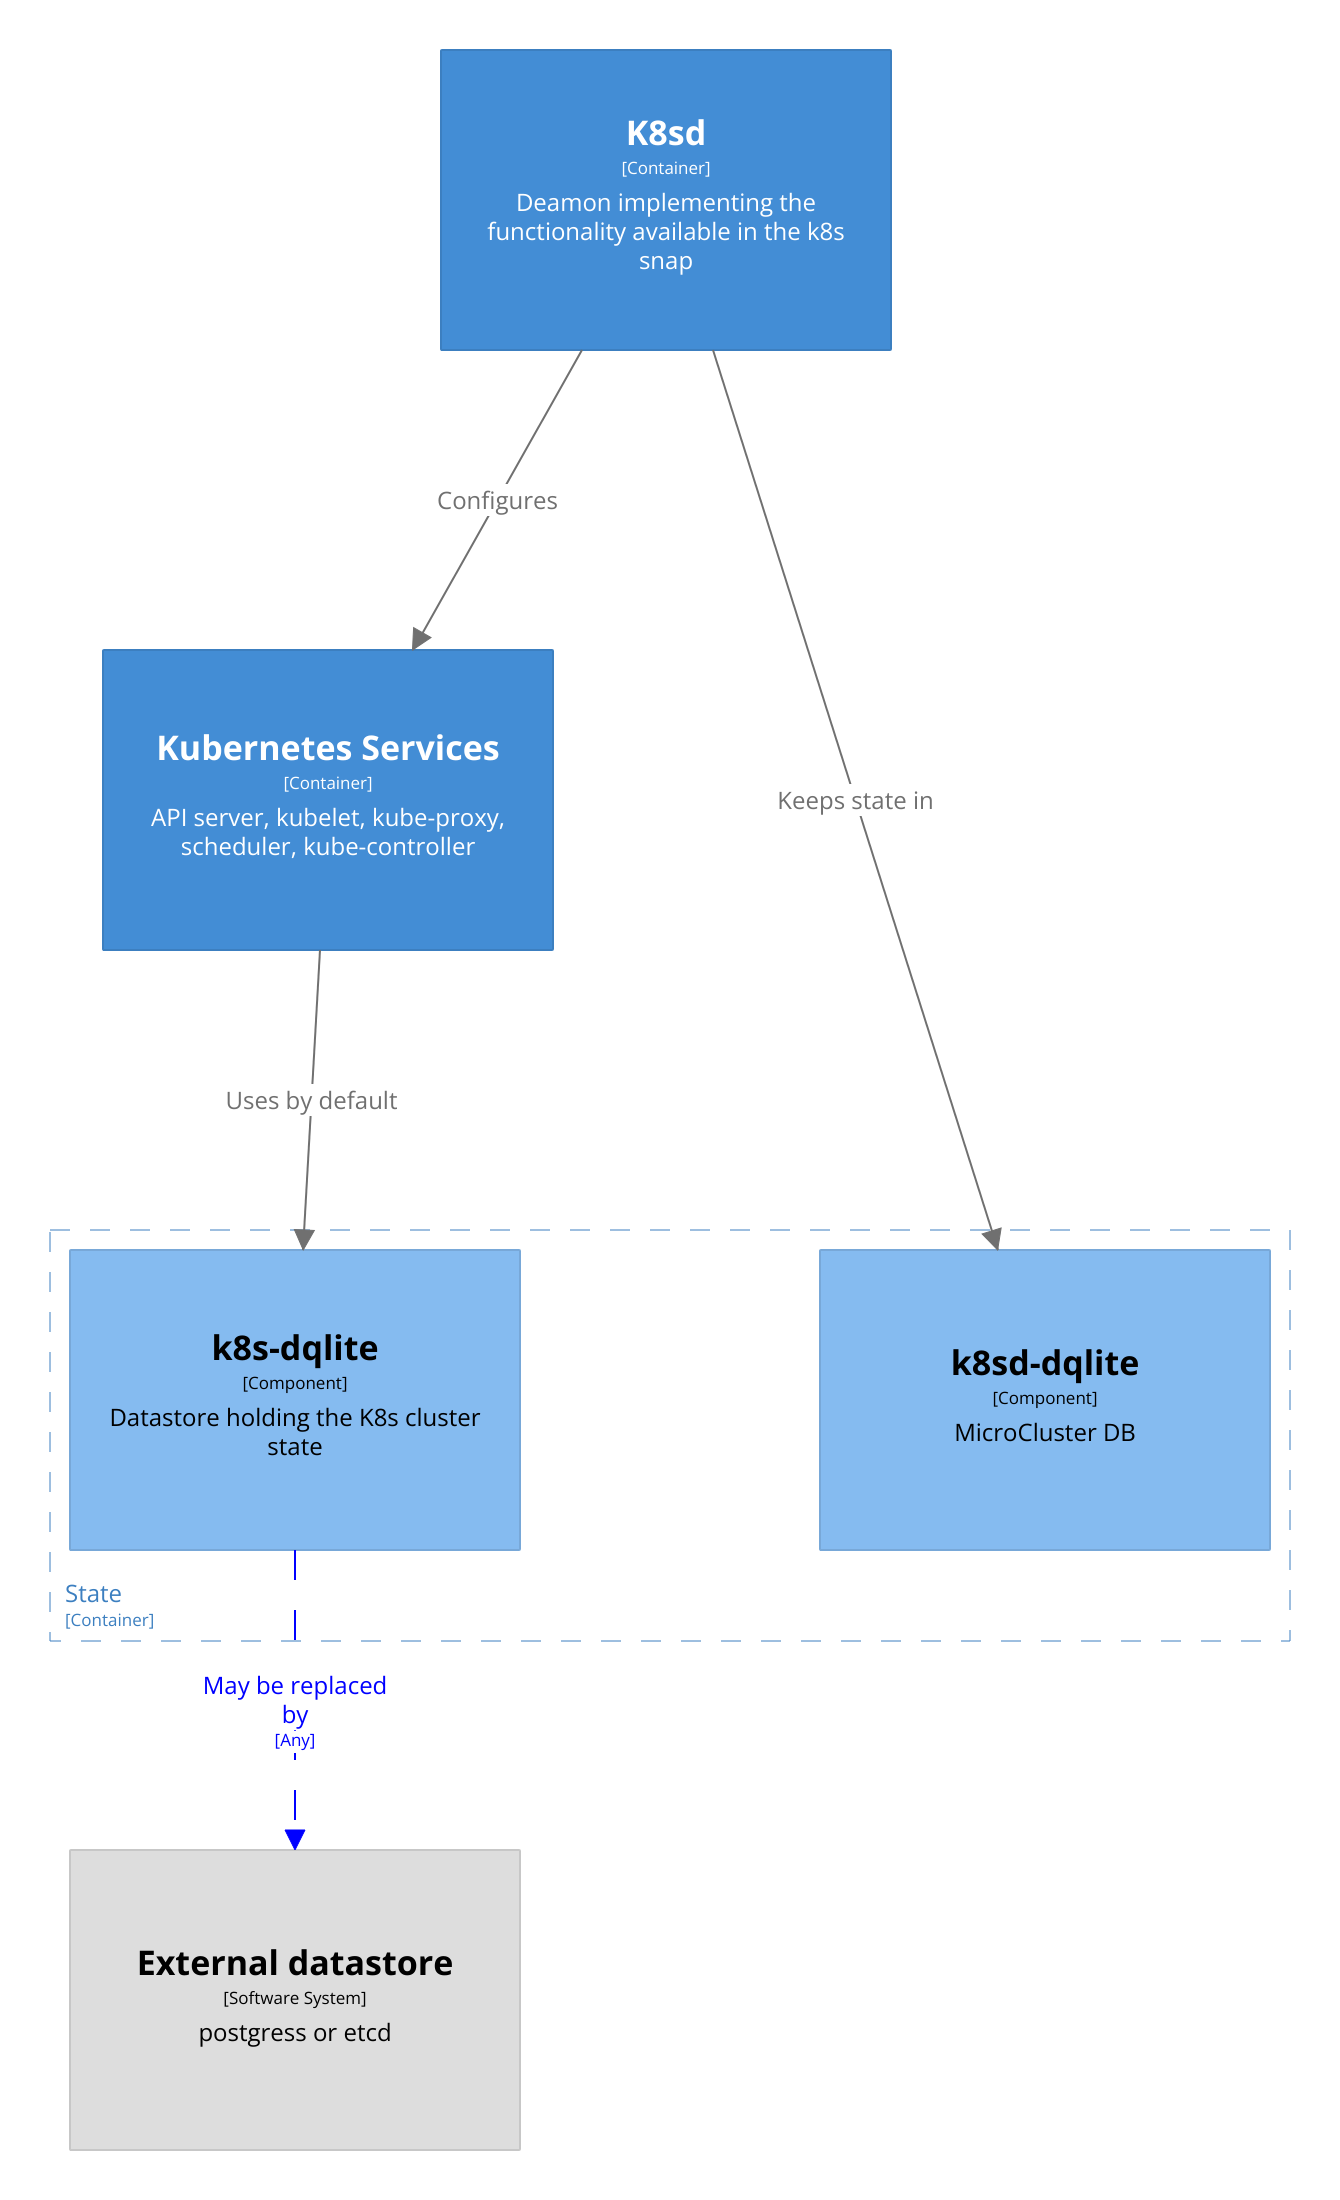 K8sd
[Container]
Deamon implementing the
functionality available in the k8s
snap
Configures
Kubernetes Services
[Container]
API server, kubelet, kube-proxy,
scheduler, kube-controller
Keeps state in
Uses by default
k8s-dqlite
[Component]
Datastore holding the K8s cluster
state
k8sd-dqlite
[Component]
MicroCluster DB
State
[Container]
May be replaced
by
[Any]
External datastore
[Software System]
postgress or etcd